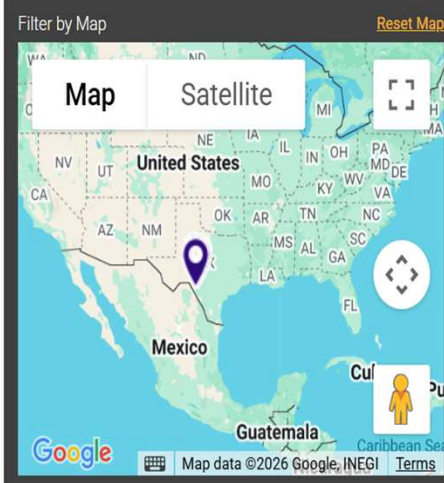 Filter by Map Reset Map
Map Satellite
ND
MI
NE IA
NV UT United States IL IN OH PA
MD DE
CA MO KY WV VA
AZ NM OK AR TN NC
MS AL GA SC
LA
FL
Mexico
Guatemala
Caribbean Sea
Google Map data ©2026 Google, INEGI Terms